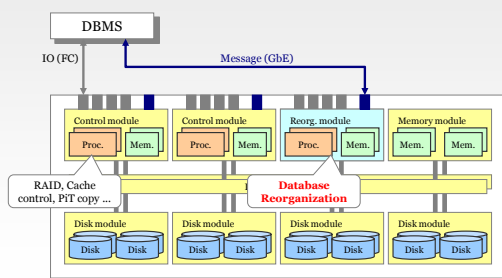 DBMS
IO (FC)
Message (GbE)
Control module
Proc.
Mem.
Control module
Proc.
Mem.
Reorg. module
Proc.
Mem.
Memory module
Mem.
Mem.
RAID, Cache
control, PiT copy ...
Database
Reorganization
Disk module
Disk
Disk
Disk module
Disk
Disk
Disk module
Disk
Disk
Disk module
Disk
Disk